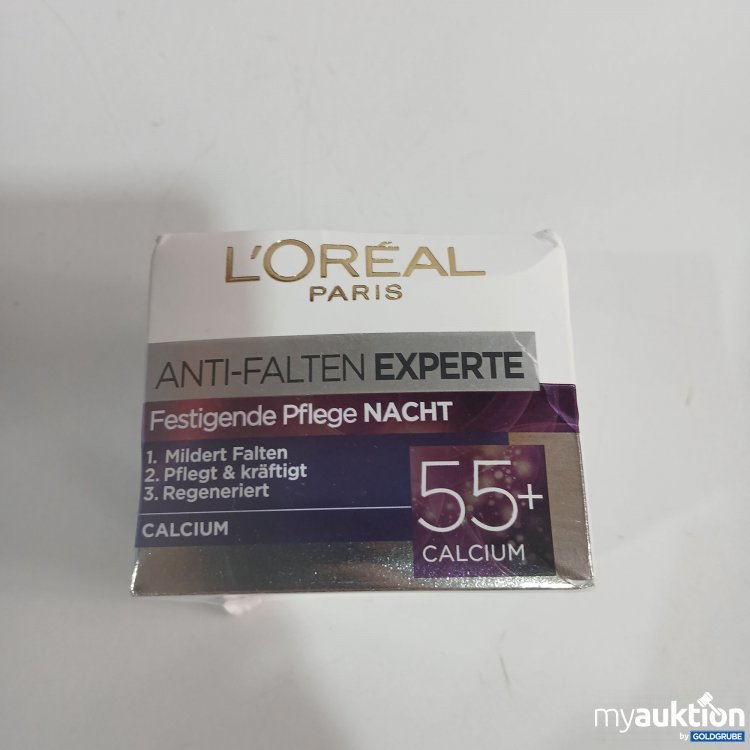 L'ORÉAL
PARIS
ANTI-FALTEN EXPERTE
Festigende Pflege NACHT
1. Mildert Falten
2. Pflegt & kräftigt
3. Regeneriert
CALCIUM
55+
CALCIUM
myauktion
by GOLDGRUBE